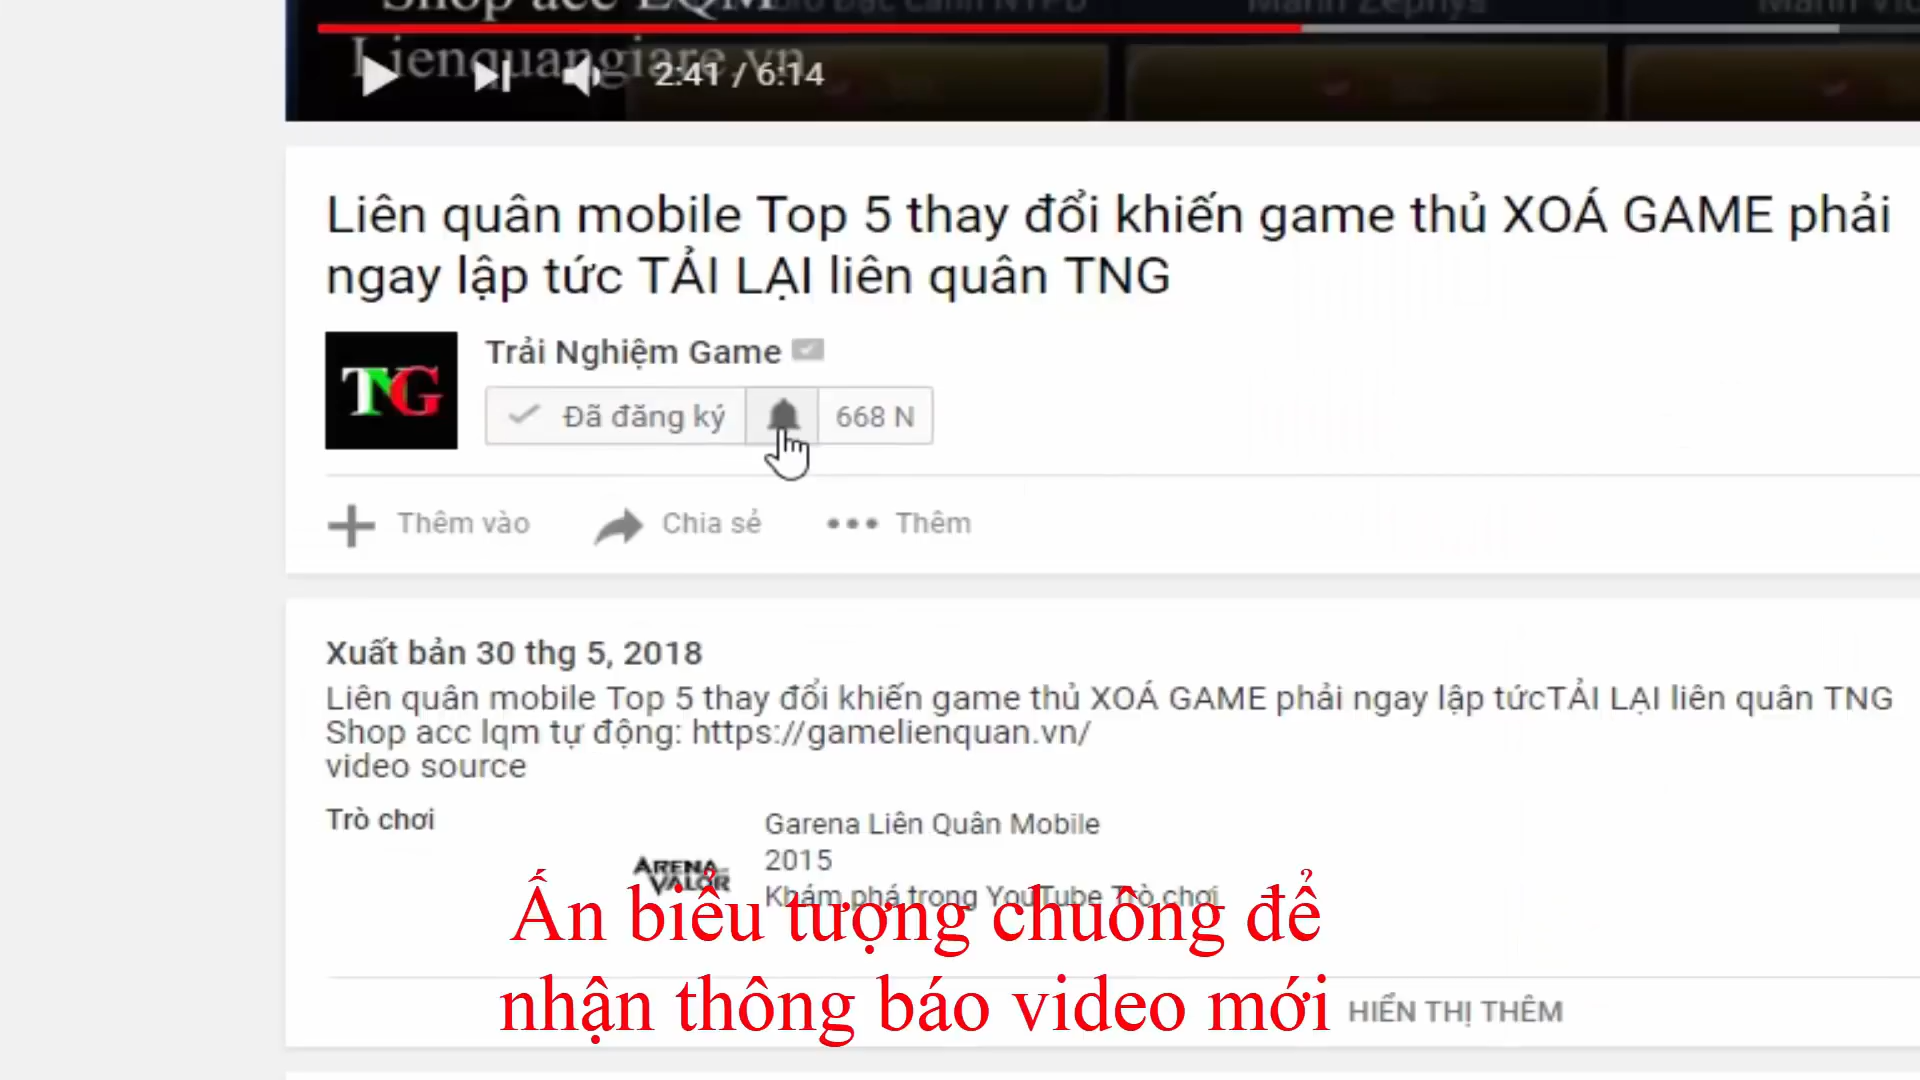 Shop acc LQM
Lienquangiare.vn
2:41 / 6:14
Liên quân mobile Top 5 thay đổi khiến game thủ XOÁ GAME phải
ngay lập tức TẢI LẠI liên quân TNG
TNG
Trải Nghiệm Game
Đã đăng ký
668 N
Thêm vào
Chia sẻ
Thêm
Xuất bản 30 thg 5, 2018
Liên quân mobile Top 5 thay đổi khiến game thủ XOÁ GAME phải ngay lập tứcTẢI LẠI liên quân TNG
Shop acc lqm tự động: https://gamelienquan.vn/
video source
Trò chơi
Garena Liên Quân Mobile
2015
ARENA
VALOR
Khám phá trong YouTube Trò chơi
Ấn biểu tượng chuông để
nhận thông báo video mới
HIỂN THỊ THÊM